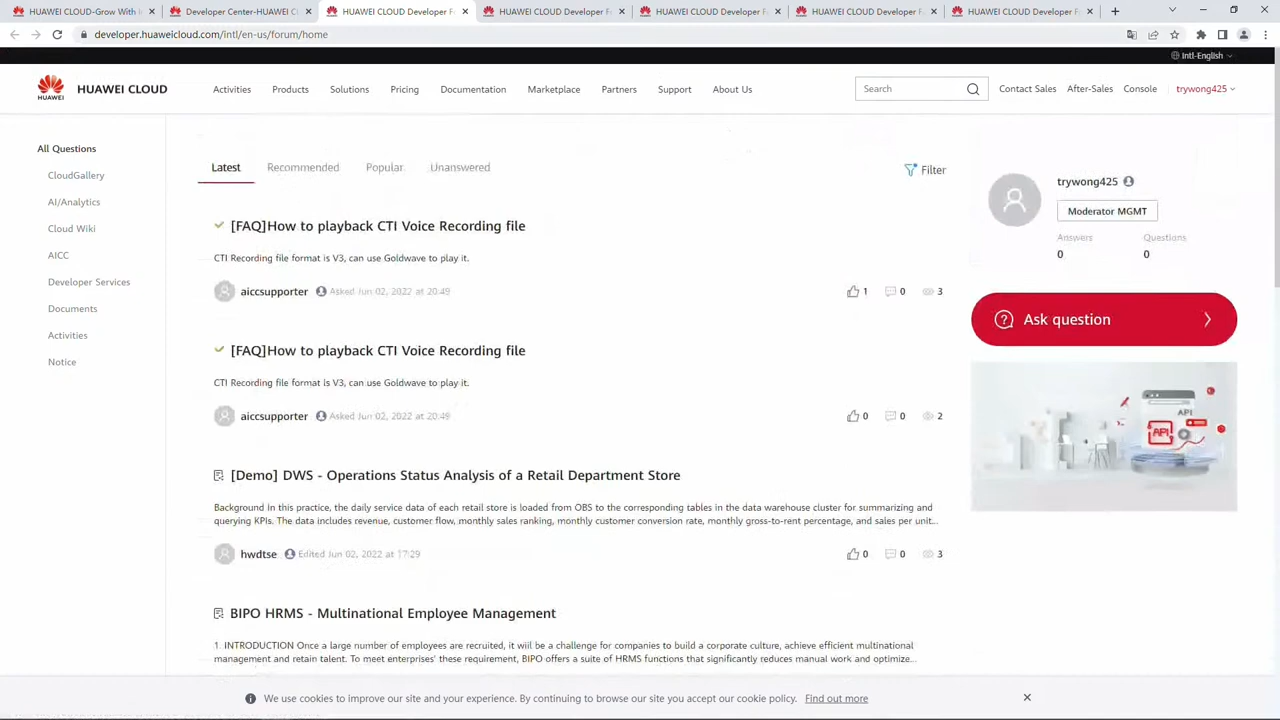 HUAWEI CLOUD-Grow With I
Developer Center-HUAWEI C
HUAWEI CLOUD Developer Fo
HUAWEI CLOUD Developer Fo
HUAWEI CLOUD Developer Fo
HUAWEI CLOUD Developer Fo
HUAWEI CLOUD Developer Fo
developer.huaweicloud.com/intl/en-us/forum/home
Intl-English
HUAWEI
HUAWEI CLOUD
Activities
Products
Solutions
Pricing
Documentation
Marketplace
Partners
Support
About Us
Search
Contact Sales
After-Sales
Console
trywong425
All Questions
CloudGallery
AI/Analytics
Cloud Wiki
AICC
Developer Services
Documents
Activities
Notice
Latest
Recommended
Popular
Unanswered
Filter
[FAQ]How to playback CTI Voice Recording file
CTI Recording file format is V3, can use Goldwave to play it.
aiccsupporter
Asked Jun 02, 2022 at 20:49
1
0
3
[FAQ]How to playback CTI Voice Recording file
CTI Recording file format is V3, can use Goldwave to play it.
aiccsupporter
Asked Jun 02, 2022 at 20:49
0
0
2
[Demo] DWS - Operations Status Analysis of a Retail Department Store
Background In this practice, the daily service data of each retail store is loaded from OBS to the corresponding tables in the data warehouse cluster for summarizing and
querying KPIs. The data includes revenue, customer flow, monthly sales ranking, monthly customer conversion rate, monthly gross-to-rent percentage, and sales per unit...
hwdtse
Edited Jun 02, 2022 at 17:29
0
0
3
BIPO HRMS - Multinational Employee Management
1. INTRODUCTION Once a large number of employees are recruited, it will be a challenge for companies to build a corporate culture, achieve efficient multinational
management and retain talent. To meet enterprises' these requirement, BIPO offers a suite of HRMS functions that significantly reduces manual work and optimize...
trywong425
Moderator MGMT
Answers
Questions
0
0
Ask question
API
API
We use cookies to improve our site and your experience. By continuing to browse our site you accept our cookie policy.
Find out more